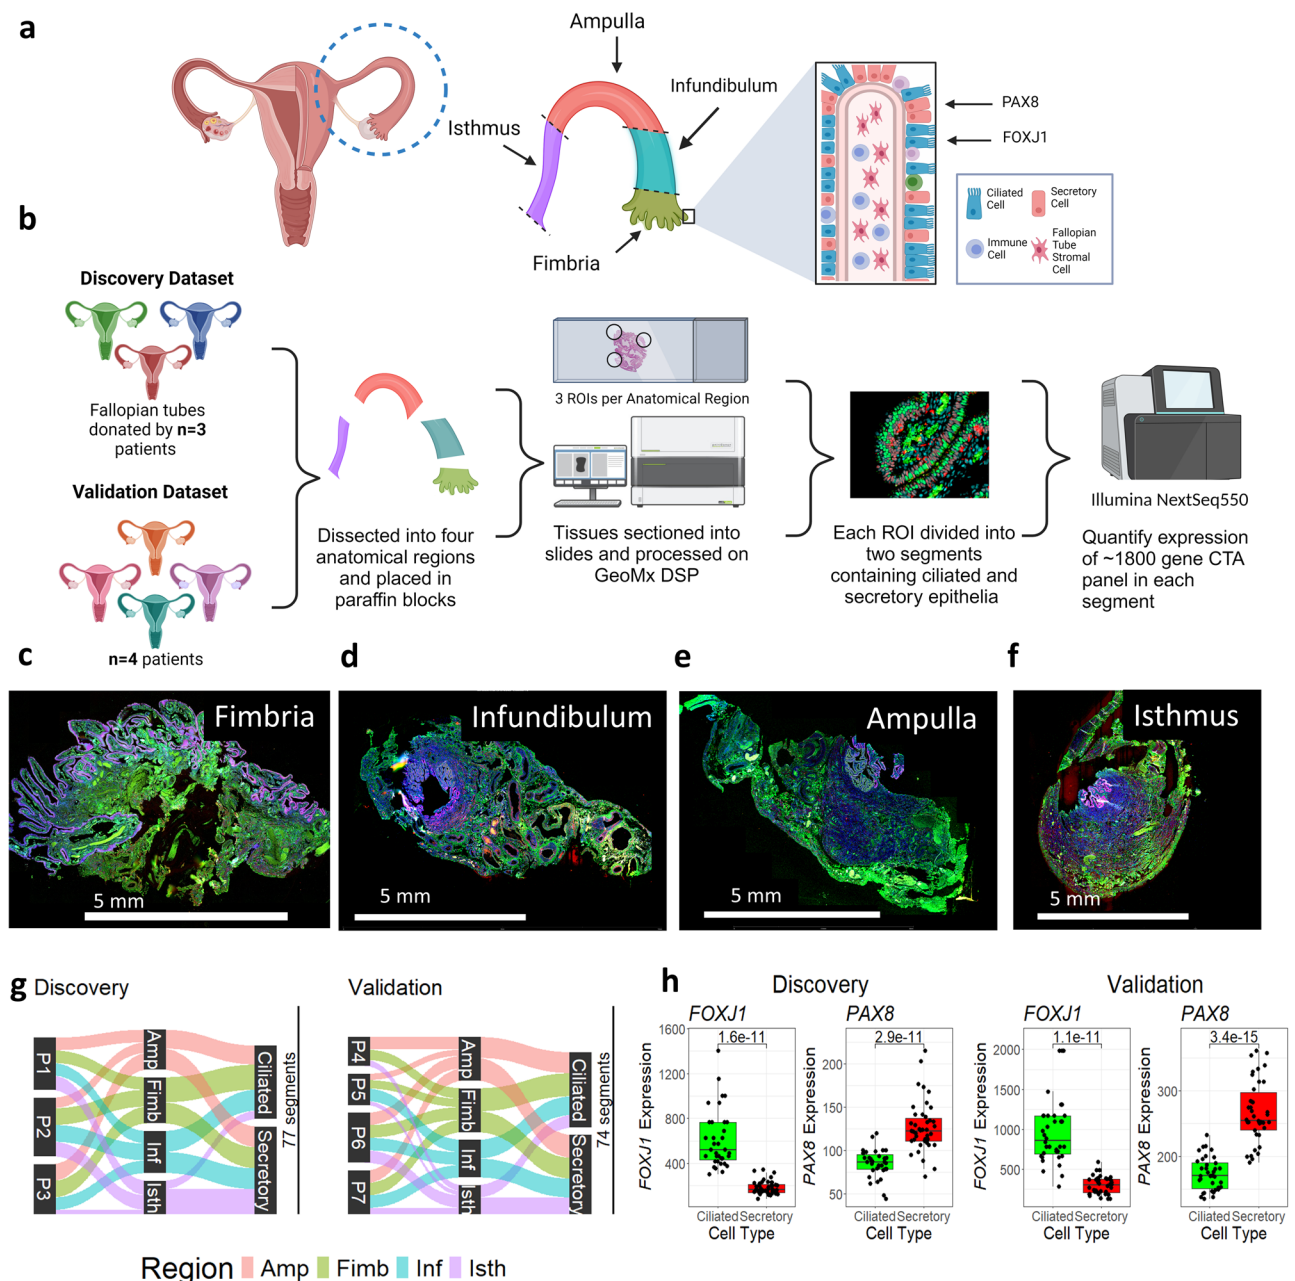 a
Ampulla
Infundibulum
Isthmus
Fimbria
PAX8
FOXJ1
Ciliated
Cell
Secretory
Cell
Immune
Cell
Fallopian
Tube
Stromal
Cell
b
Discovery Dataset
Fallopian tubes
donated by n=3
patients
Validation Dataset
n=4 patients
Dissected into four
anatomical regions
and placed in
paraffin blocks
3 ROIs per Anatomical Region
Tissues sectioned into
slides and processed on
GeoMx DSP
Each ROI divided into
two segments
containing ciliated and
secretory epithelia
Illumina NextSeq550
Quantify expression
of ~1800 gene CTA
panel in each
segment
c
Fimbria
5 mm
d
Infundibulum
5 mm
e
Ampulla
5 mm
f
Isthmus
5 mm
g
Discovery
P1
P2
P3
Amp
Fimb
Inf
Isth
Ciliated
Secretory
77 segments
Validation
P4
P5
P6
P7
Amp
Fimb
Inf
Isth
Ciliated
Secretory
74 segments
Region Amp Fimb Inf Isth
h
Discovery
FOXJ1
FOXJ1 Expression
1600
1200
800
400
1.6e-11
Ciliated Secretory
Cell Type
PAX8
PAX8 Expression
200
150
100
50
2.9e-11
Ciliated Secretory
Cell Type
Validation
FOXJ1
FOXJ1 Expression
2000
1500
1000
500
1.1e-11
Ciliated Secretory
Cell Type
PAX8
PAX8 Expression
300
200
3.4e-15
Ciliated Secretory
Cell Type